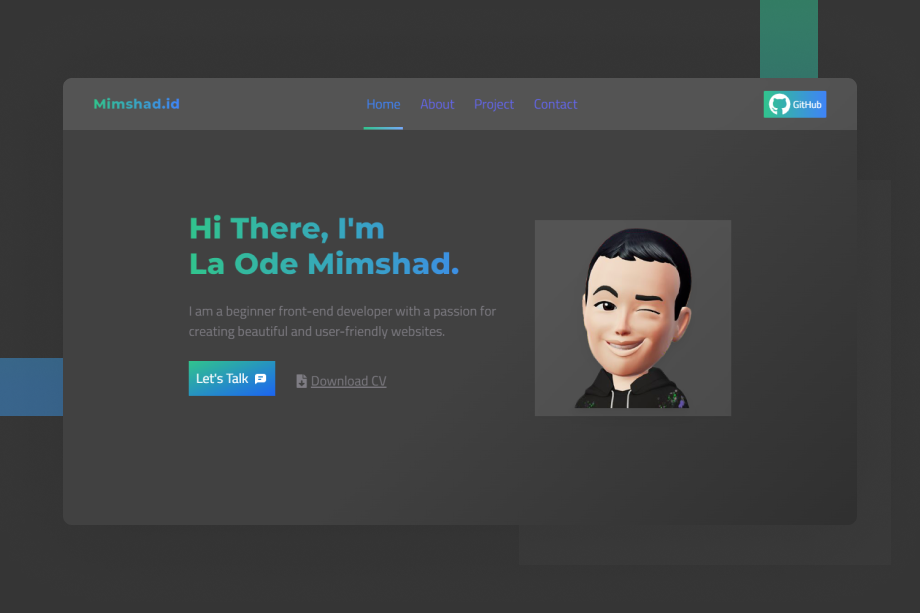 Mimshad.id
Home About Project Contact
GitHub
Hi There, I'm
La Ode Mimshad.
I am a beginner front-end developer with a passion for
creating beautiful and user-friendly websites.
Let's Talk
Download CV